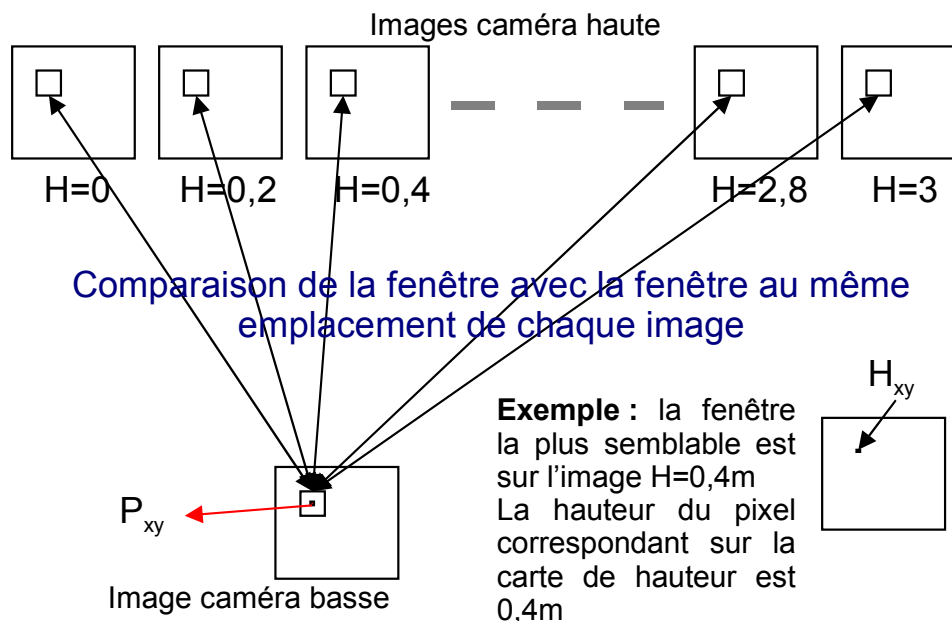 Images caméra haute
H=0
H=0,2
H=0,4
H=2,8
H=3
Comparaison de la fenêtre avec la fenêtre au même
emplacement de chaque image
Hxy
Exemple : la fenêtre
la plus semblable est
sur l’image H=0,4m
La hauteur du pixel
correspondant sur la
carte de hauteur est
0,4m
Pxy
Image caméra basse